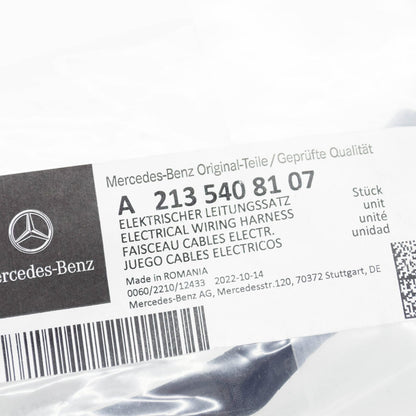 Mercedes-Benz Original-Teile/Geprüfte Qualität
A 213 540 81 07
ELEKTRISCHER LEITUNGSSATZ
ELECTRICAL WIRING HARNESS
FAISCEAU CABLES ELECTR.
JUEGO CABLES ELECTRICOS
Stück
unit
unité
unidad
Made in ROMANIA
0060/2210/12433 2022-10-14
Mercedes-Benz AG, Mercedesstr.120, 70372 Stuttgart, DE
ercedes-Benz